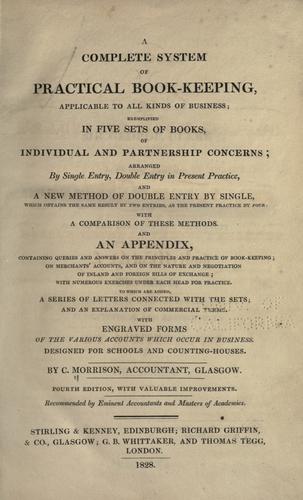 A
COMPLETE SYSTEM
OF
PRACTICAL BOOK-KEEPING,
APPLICABLE TO ALL KINDS OF BUSINESS;
EXEMPLIFIED
IN FIVE SETS OF BOOKS,
OF
INDIVIDUAL AND PARTNERSHIP CONCERNS;
ARRANGED
By Single Entry, Double Entry in Present Practice,
AND
A NEW METHOD OF DOUBLE ENTRY BY SINGLE,
WHICH OBTAINS THE SAME RESULT BY TWO ENTRIES, AS THE PRESENT PRACTICE BY FOUR:
WITH
A COMPARISON OF THESE METHODS.
AND
AN APPENDIX,
CONTAINING QUERIES AND ANSWERS ON THE PRINCIPLES AND PRACTICE OF BOOK-KEEPING;
ON MERCHANTS' ACCOUNTS, AND ON THE NATURE AND NEGOTIATION
OF INLAND AND FOREIGN BILLS OF EXCHANGE;
WITH NUMEROUS EXERCISES UNDER EACH HEAD FOR PRACTICE.
TO WHICH ARE ADDED,
A SERIES OF LETTERS CONNECTED WITH THE SETS;
AND AN EXPLANATION OF COMMERCIAL TERMS.
WITH
ENGRAVED FORMS
OF THE VARIOUS ACCOUNTS WHICH OCCUR IN BUSINESS.
DESIGNED FOR SCHOOLS AND COUNTING-HOUSES.
BY C. MORRISON, ACCOUNTANT, GLASGOW.
FOURTH EDITION, WITH VALUABLE IMPROVEMENTS.
Recommended by Eminent Accountants and Masters of Academies.
STIRLING & KENNEY, EDINBURGH; RICHARD GRIFFIN,
& CO., GLASGOW; G. B. WHITTAKER, AND THOMAS TEGG,
LONDON.
1828.